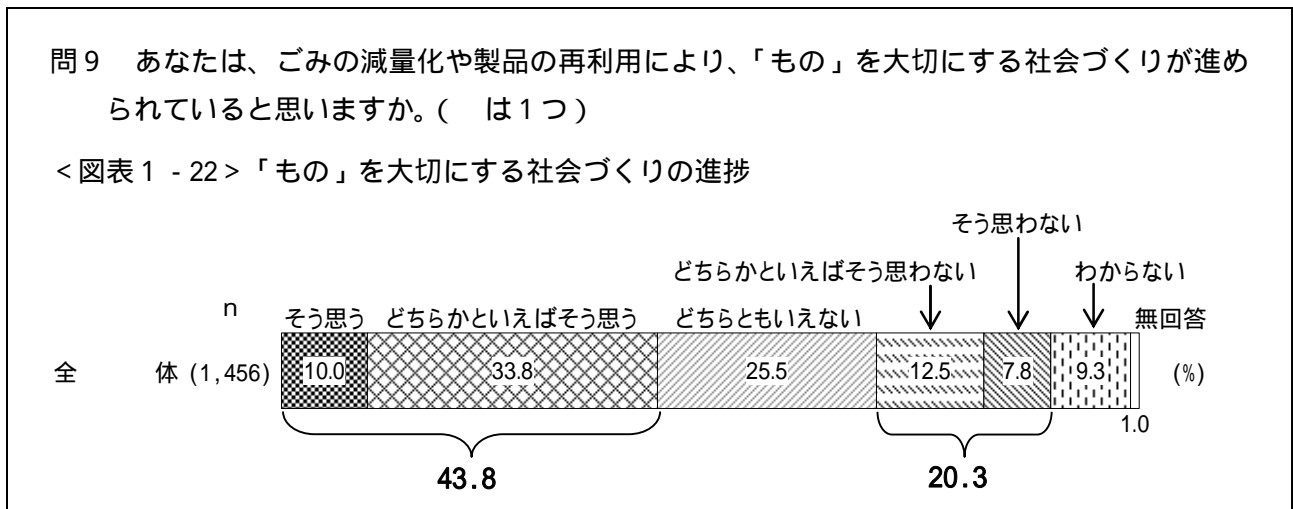 問9 あなたは、ごみの減量化や製品の再利用により、「もの」を大切にする社会づくりが進め
られていると思いますか。( は1つ)
<図表1-22>「もの」を大切にする社会づくりの進捗
そう思わない
どちらかといえばそう思わない わからない
n そう思う どちらかといえばそう思う どちらともいえない 無回答
全 体 (1,456) 10.0 33.8 25.5 12.5 7.8 9.3 (%)
1.0
43.8 20.3